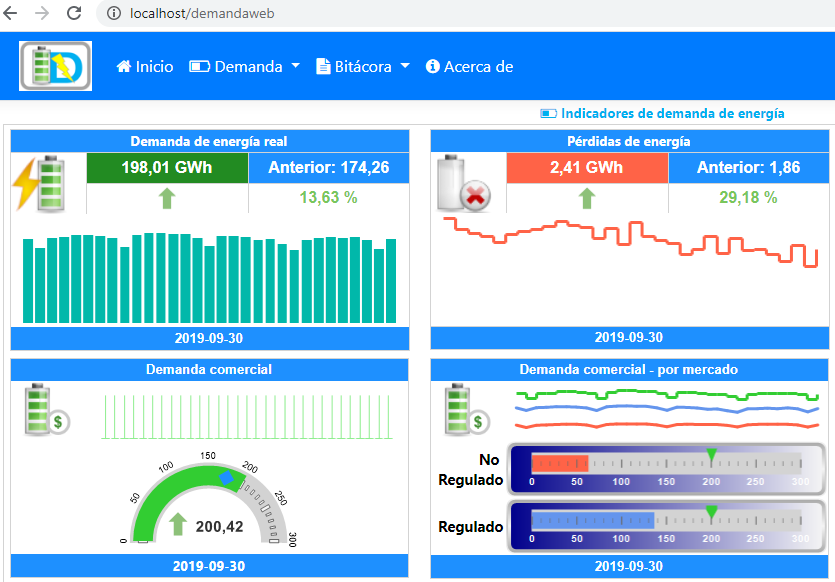 localhost/demandaweb
D
Inicio Demanda Bitácora Acerca de
Indicadores de demanda de energía
Demanda de energía real
198,01 GWh Anterior: 174,26
13,63 %
2019-09-30
Pérdidas de energía
2,41 GWh Anterior: 1,86
29,18 %
2019-09-30
Demanda comercial
$
0 50 100 150 200 250 300
200,42
2019-09-30
Demanda comercial - por mercado
$
No Regulado
0 50 100 150 200 250 300
Regulado
0 50 100 150 200 250 300
2019-09-30